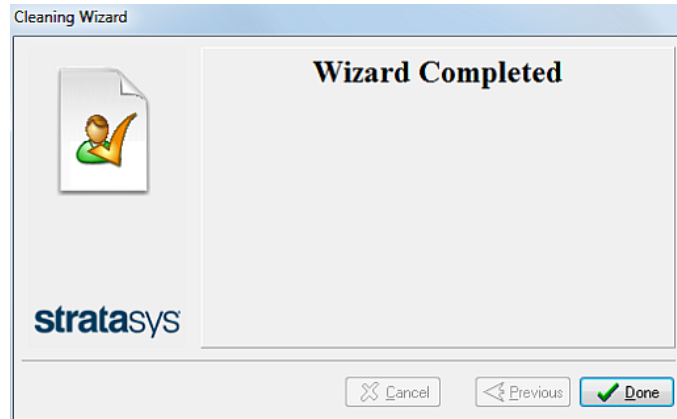 Cleaning Wizard
Wizard Completed
stratasys
Cancel
Previous
Done